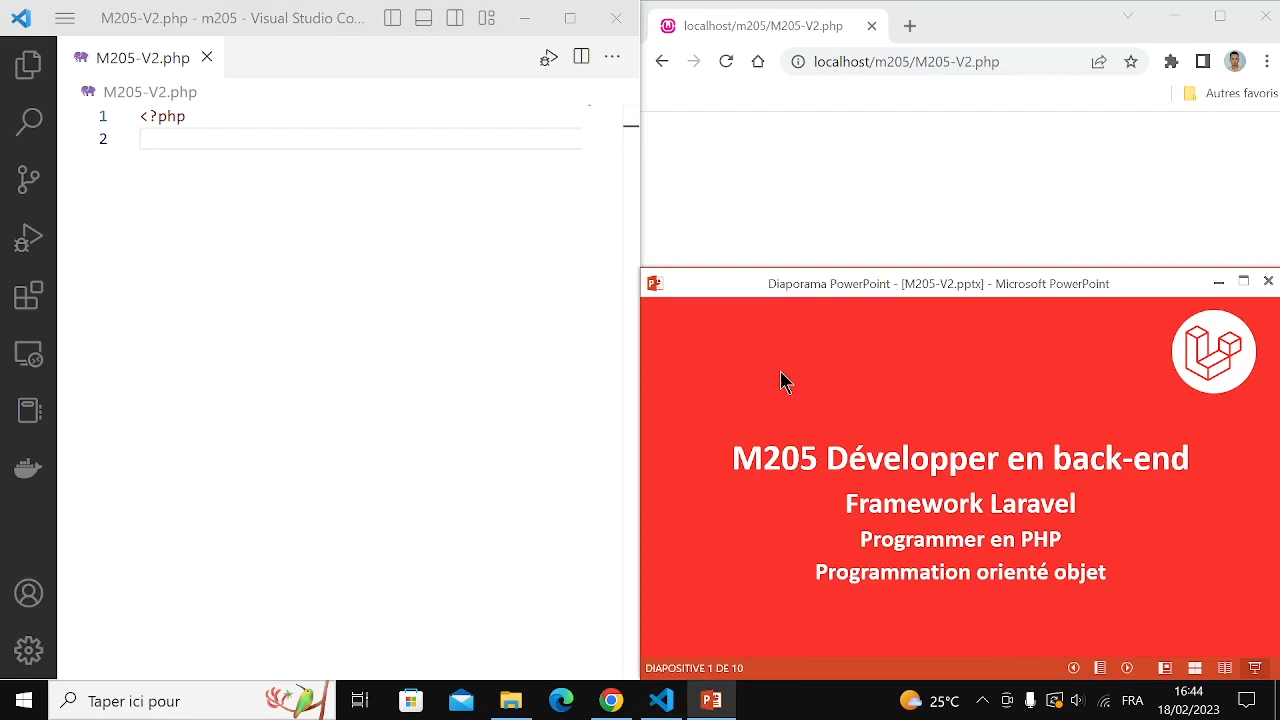 M205-V2.php - m205 - Visual Studio Co...
M205-V2.php
M205-V2.php
1 <?php
2
localhost/m205/M205-V2.php
localhost/m205/M205-V2.php
Autres favoris
Diaporama PowerPoint - [M205-V2.pptx] - Microsoft PowerPoint
M205 Développer en back-end
Framework Laravel
Programmer en PHP
Programmation orienté objet
DIAPOSITIVE 1 DE 10
Taper ici pour
25°C
FRA
16:44
18/02/2023